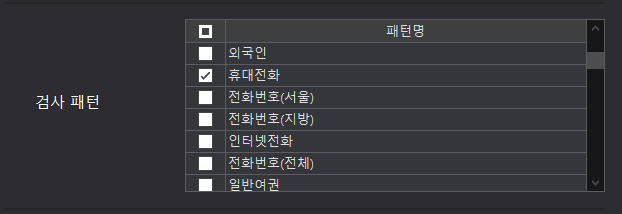 패턴명
외국인
휴대전화
검사 패턴
전화번호(서울)
전화번호(지방)
인터넷전화
전화번호(전체)
일반여권